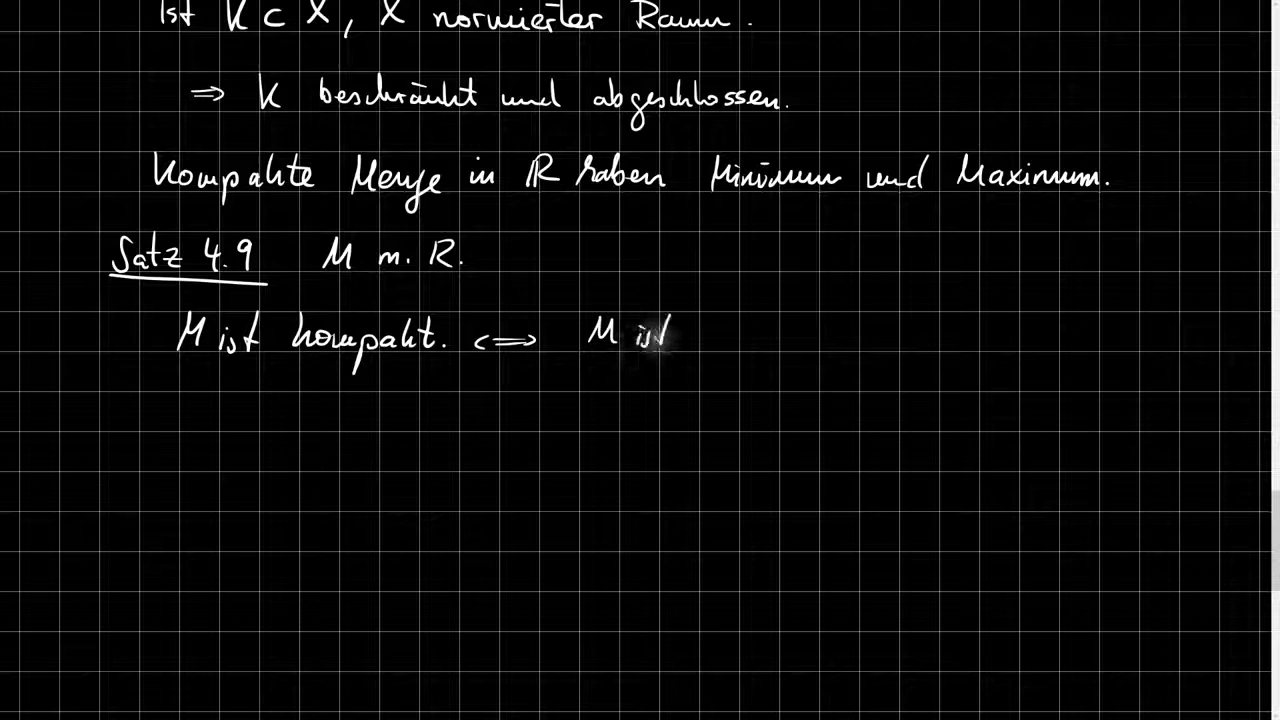 Ist K ⊂ X, X normierter Raum.
⇒ K beschränkt und abgeschlossen.
Kompakte Menge in ℝ haben Minimum und Maximum.
Satz 4.9 M m. R.
M ist kompakt. ⇔ M ist